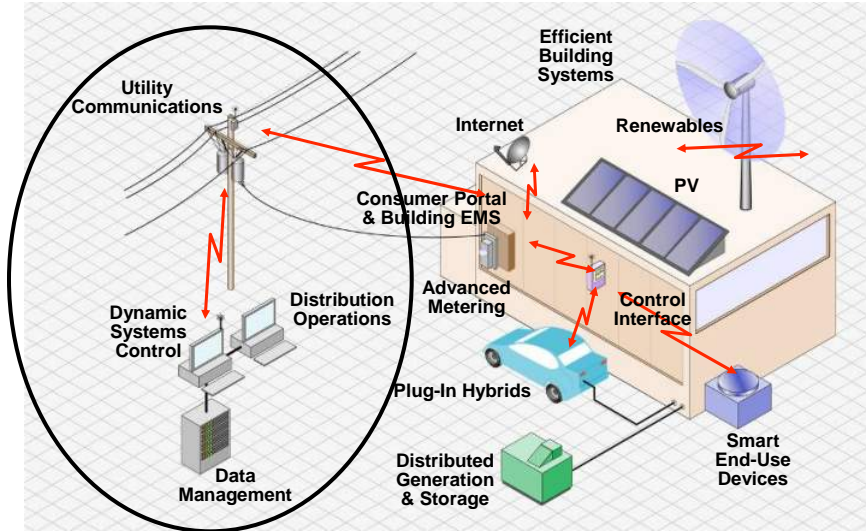 Efficient
Building
Systems
Utility
Communications
Internet
Renewables
PV
Consumer Portal
& Building EMS
Advanced
Metering
Control
Interface
Dynamic
Systems
Control
Distribution
Operations
Plug-In Hybrids
Data
Management
Distributed
Generation
& Storage
Smart
End-Use
Devices